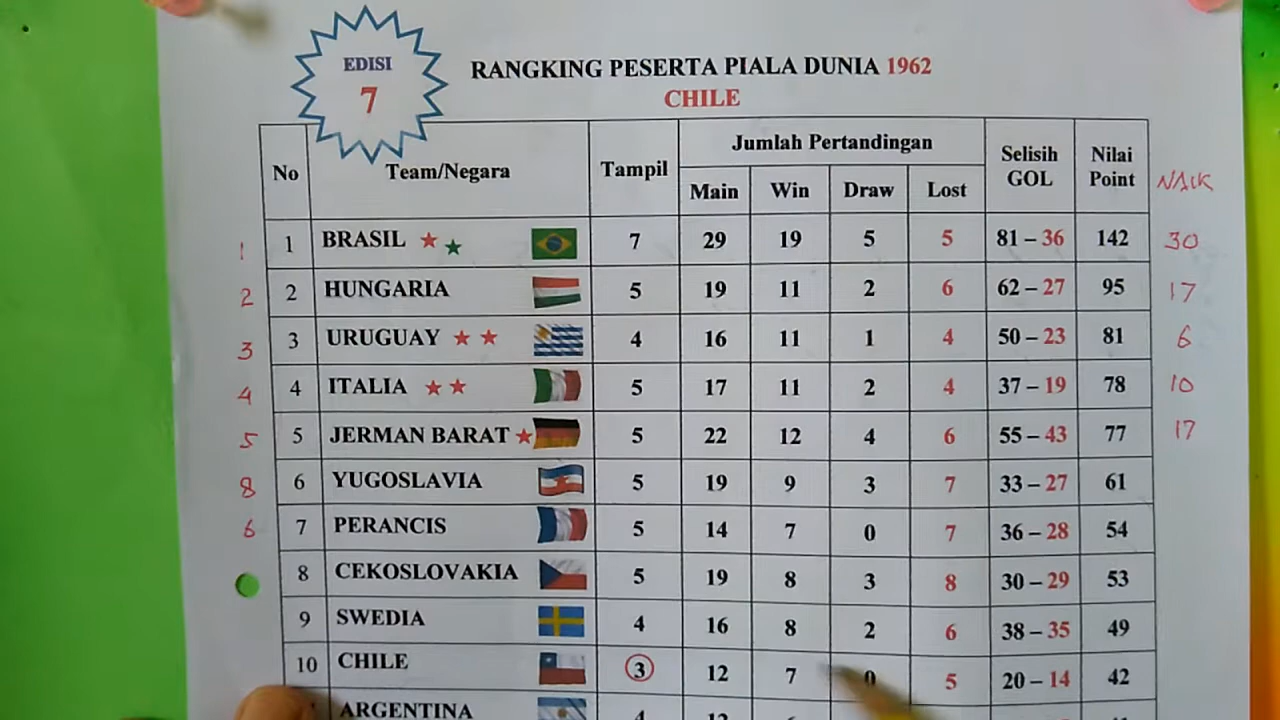 EDISI
7
RANGKING PESERTA PIALA DUNIA 1962
CHILE
No Team/Negara Tampil Jumlah Pertandingan Selisih GOL Nilai Point NAIK
Main Win Draw Lost
1 1 BRASIL 7 29 19 5 5 81 – 36 142 30
2 2 HUNGARIA 5 19 11 2 6 62 – 27 95 17
3 3 URUGUAY 4 16 11 1 4 50 – 23 81 6
4 4 ITALIA 5 17 11 2 4 37 – 19 78 10
5 5 JERMAN BARAT 5 22 12 4 6 55 – 43 77 17
8 6 YUGOSLAVIA 5 19 9 3 7 33 – 27 61
6 7 PERANCIS 5 14 7 0 7 36 – 28 54
8 CEKOSLOVAKIA 5 19 8 3 8 30 – 29 53
9 SWEDIA 4 16 8 2 6 38 – 35 49
10 CHILE 3 12 7 0 5 20 – 14 42
ARGENTINA